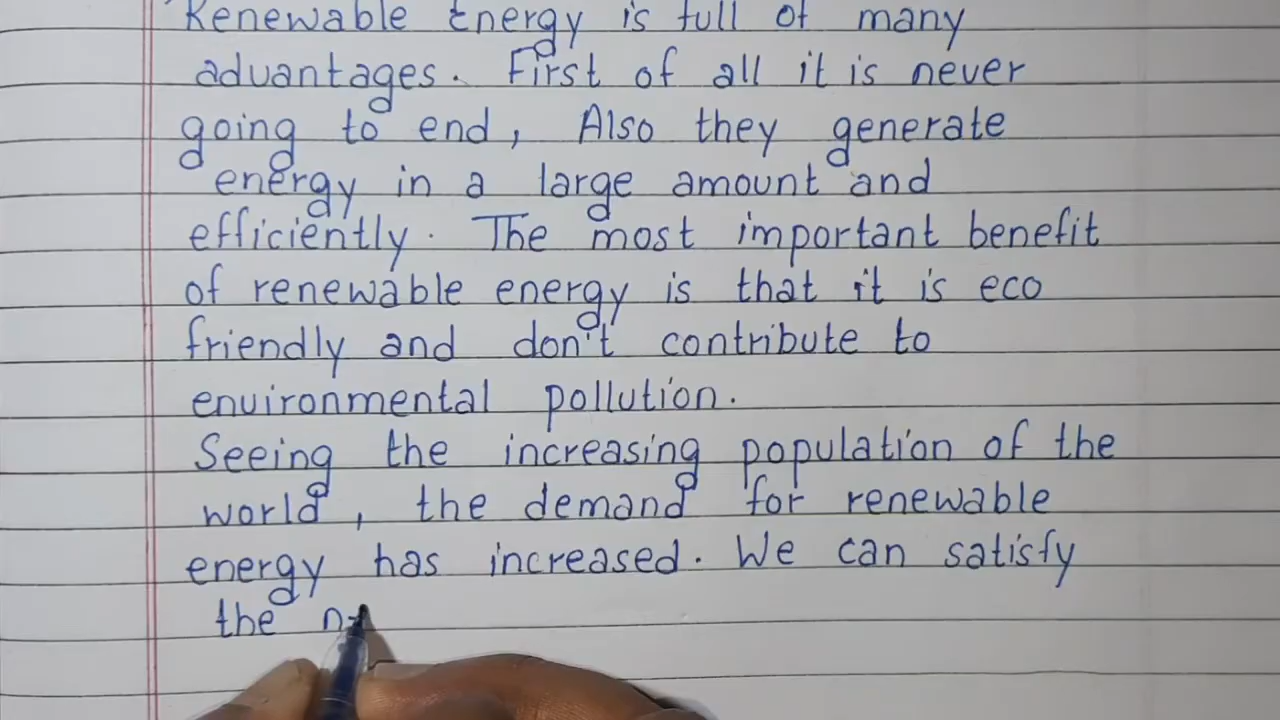 Renewable Energy is full of many
advantages. First of all it is never
going to end, Also they generate
energy in a large amount and
efficiently. The most important benefit
of renewable energy is that it is eco
friendly and don't contribute to
environmental pollution.
Seeing the increasing population of the
world, the demand for renewable
energy has increased. We can satisfy
the